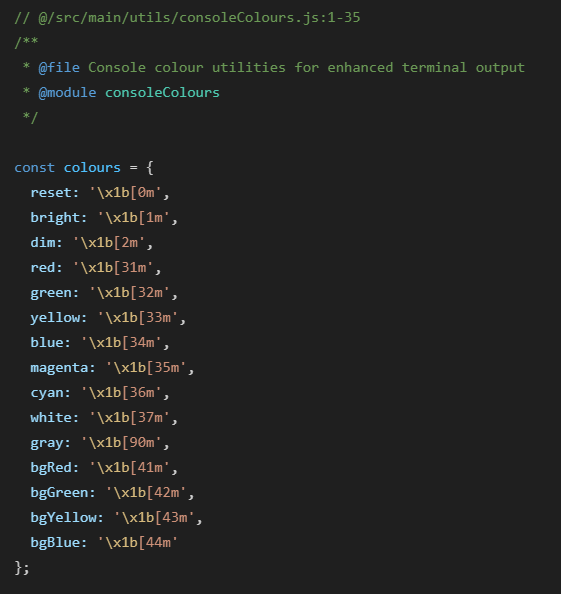 // @/src/main/utils/consoleColours.js:1-35
/**
 * @file Console colour utilities for enhanced terminal output
 * @module consoleColours
 */
const colours = {
  reset: '\x1b[0m',
  bright: '\x1b[1m',
  dim: '\x1b[2m',
  red: '\x1b[31m',
  green: '\x1b[32m',
  yellow: '\x1b[33m',
  blue: '\x1b[34m',
  magenta: '\x1b[35m',
  cyan: '\x1b[36m',
  white: '\x1b[37m',
  gray: '\x1b[90m',
  bgRed: '\x1b[41m',
  bgGreen: '\x1b[42m',
  bgYellow: '\x1b[43m',
  bgBlue: '\x1b[44m'
};